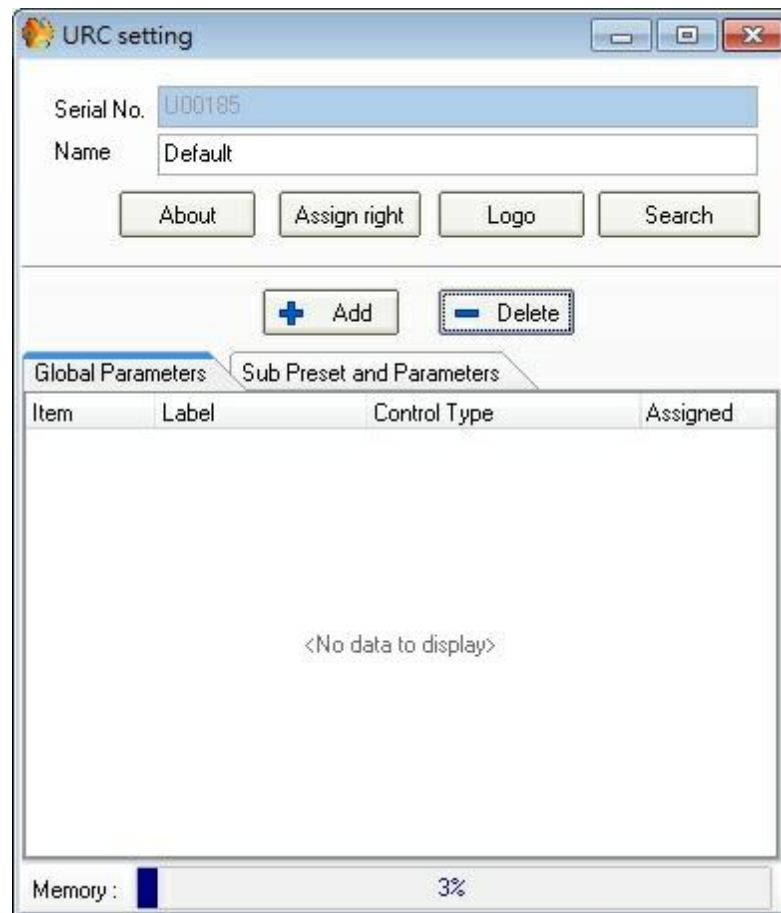 URC setting
Serial No. U00185
Name Default
About Assign right Logo Search
Add Delete
Global Parameters Sub Preset and Parameters
Item Label Control Type Assigned
<No data to display>
Memory : 3%